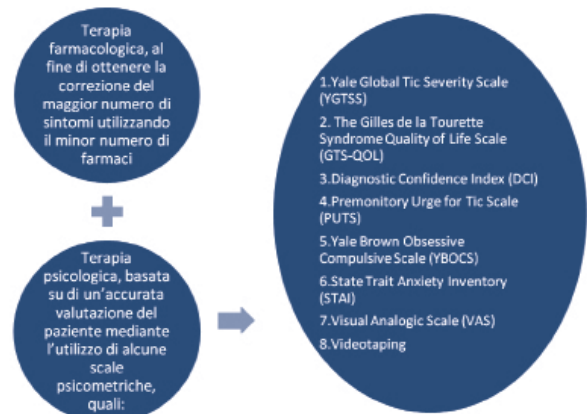 Terapia
farmacologica, al
fine di ottenere la
correzione del
maggior numero di
sintomi utilizzando
il minor numero di
farmaci
Terapia
psicologica, basata
su di un’accurata
valutazione del
paziente mediante
l’utilizzo di alcune
scale
psicometriche,
quali:
1.Yale Global Tic Severity Scale
(YGTSS)
2. The Gilles de la Tourette
Syndrome Quality of Life Scale
(GTS-QOL)
3.Diagnostic Confidence Index (DCI)
4.Premonitory Urge for Tic Scale
(PUTS)
5.Yale Brown Obsessive
Compulsive Scale (YBOCS)
6.State Trait Anxiety Inventory
(STAI)
7.Visual Analogic Scale (VAS)
8.Videotaping